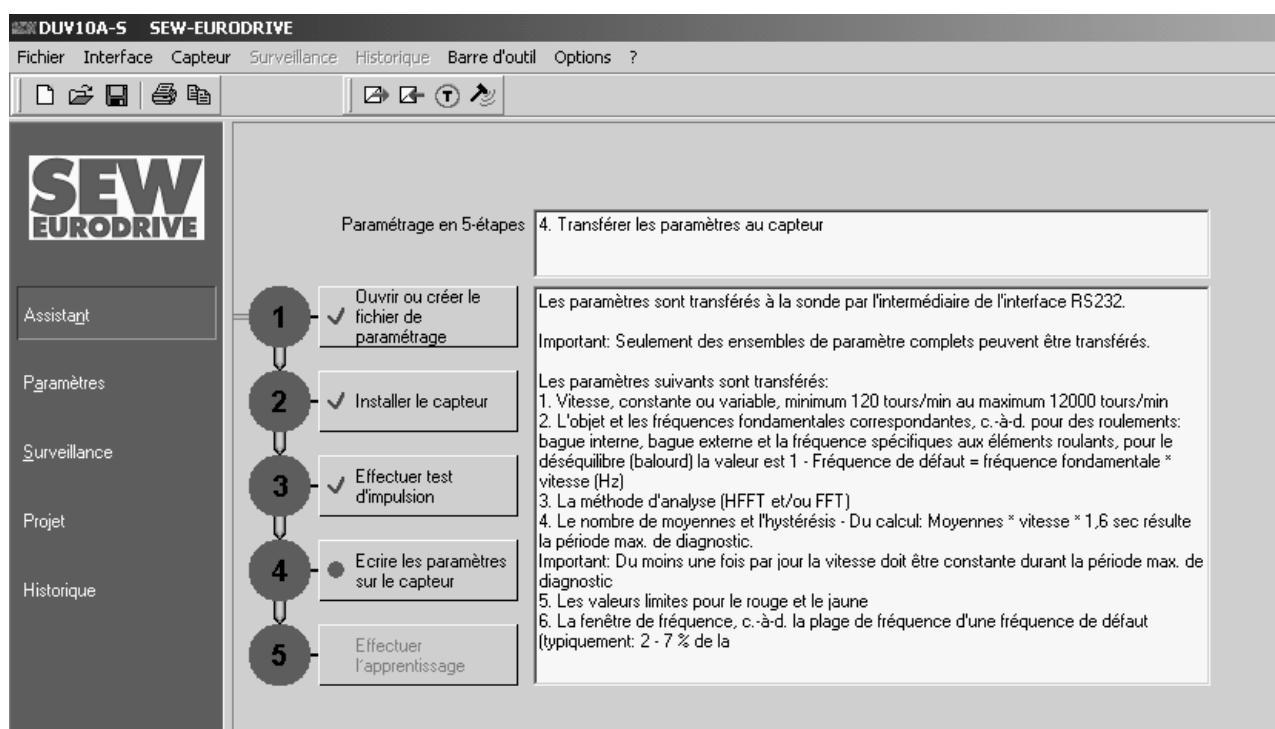 DUV10A-S SEW-EURODRIVE
Fichier Interface Capteur Surveillance Historique Barre d'outil Options ?
T
SEW
EURODRIVE
Paramétrage en 5-étapes
4. Transférer les paramètres au capteur
Assistant
Paramètres
Surveillance
Projet
Historique
1
Ouvrir ou créer le
fichier de
paramétrage
2
Installer le capteur
3
Effectuer test
d'impulsion
4
Ecrire les paramètres
sur le capteur
5
Effectuer
l'apprentissage
Les paramètres sont transférés à la sonde par l'intermédiaire de l'interface RS232.
Important: Seulement des ensembles de paramètre complets peuvent être transférés.
Les paramètres suivants sont transférés:
1. Vitesse, constante ou variable, minimum 120 tours/min au maximum 12000 tours/min
2. L'objet et les fréquences fondamentales correspondantes, c.-à-d. pour des roulements:
bague interne, bague externe et la fréquence spécifiques aux éléments roulants, pour le
déséquilibre (balourd) la valeur est 1 - Fréquence de défaut = fréquence fondamentale *
vitesse (Hz)
3. La méthode d'analyse (HFFT et/ou FFT)
4. Le nombre de moyennes et l'hystérésis - Du calcul: Moyennes * vitesse * 1,6 sec résulte
la période max. de diagnostic.
Important: Du moins une fois par jour la vitesse doit être constante durant la période max. de
diagnostic
5. Les valeurs limites pour le rouge et le jaune
6. La fenêtre de fréquence, c.-à-d. la plage de fréquence d'une fréquence de défaut
(typiquement: 2 - 7 % de la